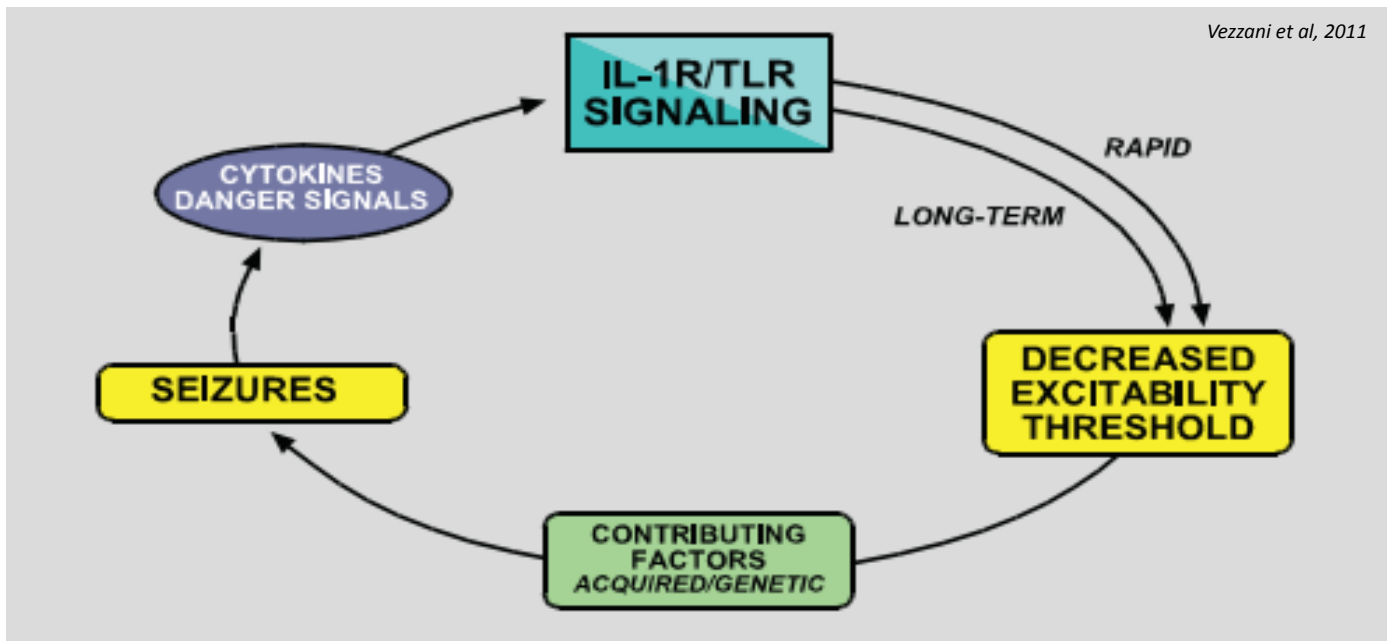 Vezzani et al, 2011
IL-1R/TLR
SIGNALING
RAPID
LONG-TERM
CYTOKINES
DANGER SIGNALS
SEIZURES
DECREASED
EXCITABILITY
THRESHOLD
CONTRIBUTING
FACTORS
ACQUIRED/GENETIC